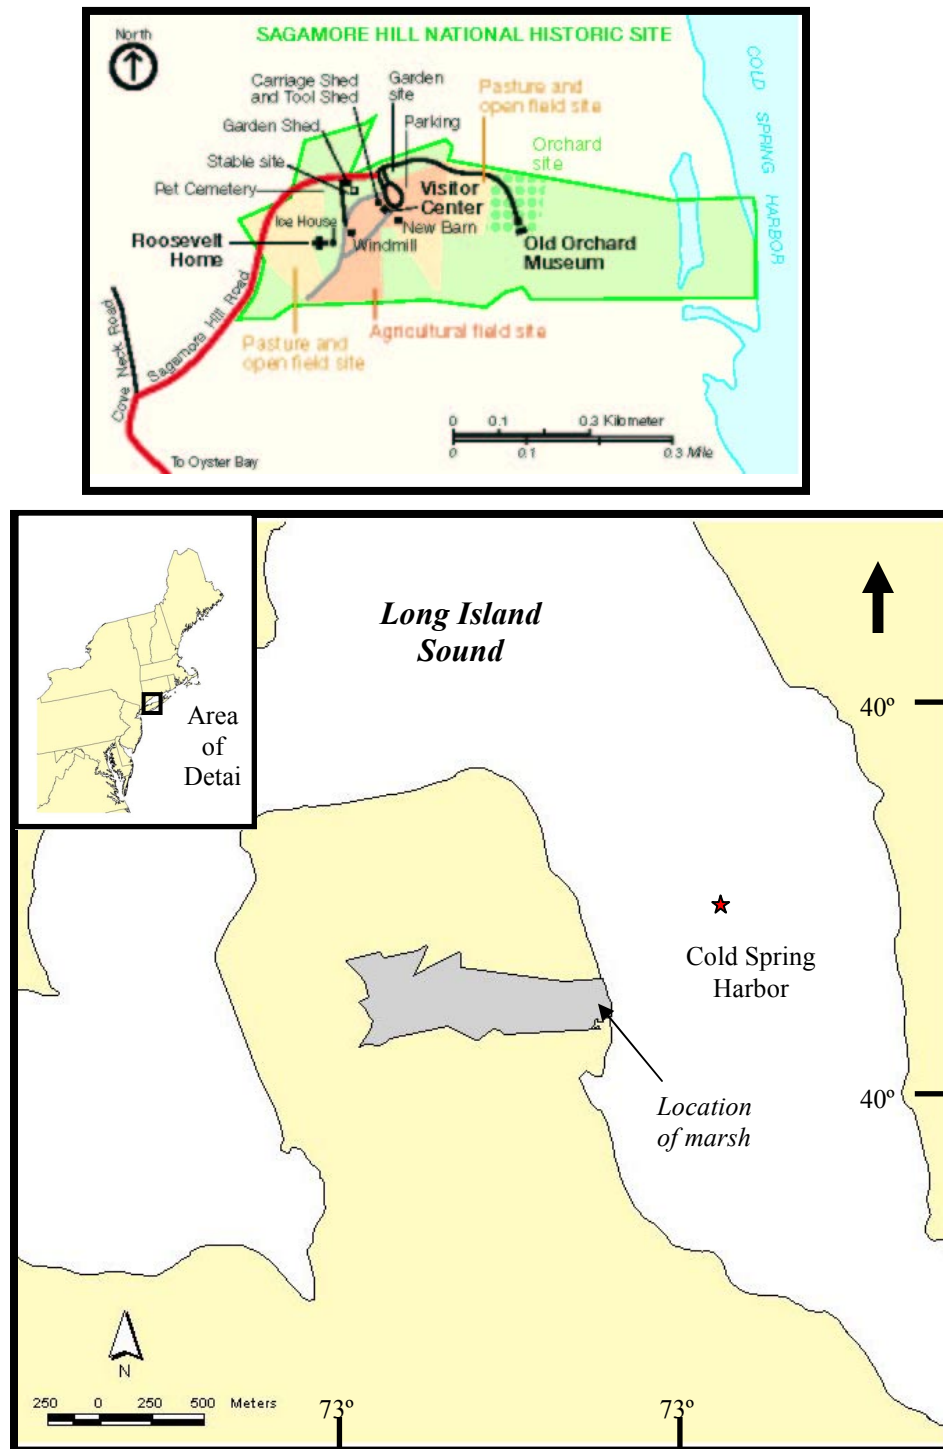 North
SAGAMORE HILL NATIONAL HISTORIC SITE
Carriage Shed
and Tool Shed
Garden
site
Pasture and
open field site
Garden Shed
Parking
Orchard
site
Stable site
Pet Cemetery
Visitor
Center
Ice House
New Barn
Roosevelt
Home
Windmill
Old Orchard
Museum
COLD SPRING HARBOR
Cove Neck Road
Sagamore Hill Road
Pasture and
open field site
Agricultural field site
0 0.1 0.3 Kilometer
0 0.1 0.3 Mile
To Oyster Bay
Long Island
Sound
Area
of
Detai
40º
Cold Spring
Harbor
Location
of marsh
40º
N
250 0 250 500 Meters
73º
73º